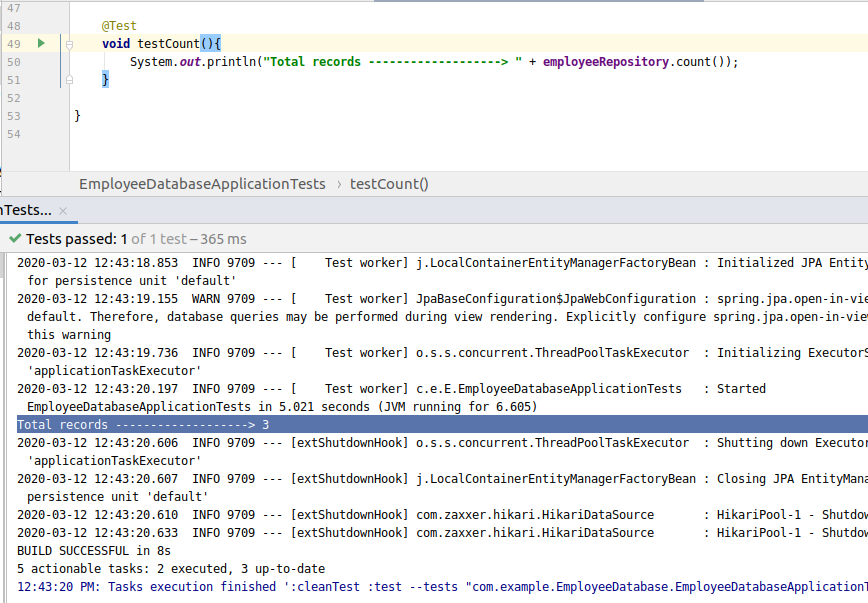 47
48 @Test
49 void testCount(){
50 System.out.println("Total records -------------------> " + employeeRepository.count());
51 }
52
53 }
54
EmployeeDatabaseApplicationTests › testCount()
nTests... ×
Tests passed: 1 of 1 test – 365 ms
2020-03-12 12:43:18.853 INFO 9709 --- [ Test worker] j.LocalContainerEntityManagerFactoryBean : Initialized JPA Entity
for persistence unit 'default'
2020-03-12 12:43:19.155 WARN 9709 --- [ Test worker] JpaBaseConfiguration$JpaWebConfiguration : spring.jpa.open-in-vie
default. Therefore, database queries may be performed during view rendering. Explicitly configure spring.jpa.open-in-view
this warning
2020-03-12 12:43:19.736 INFO 9709 --- [ Test worker] o.s.s.concurrent.ThreadPoolTaskExecutor : Initializing ExecutorS
'applicationTaskExecutor'
2020-03-12 12:43:20.197 INFO 9709 --- [ Test worker] c.e.E.EmployeeDatabaseApplicationTests : Started
EmployeeDatabaseApplicationTests in 5.021 seconds (JVM running for 6.605)
Total records -------------------> 3
2020-03-12 12:43:20.606 INFO 9709 --- [extShutdownHook] o.s.s.concurrent.ThreadPoolTaskExecutor : Shutting down Executor
'applicationTaskExecutor'
2020-03-12 12:43:20.607 INFO 9709 --- [extShutdownHook] j.LocalContainerEntityManagerFactoryBean : Closing JPA EntityMana
persistence unit 'default'
2020-03-12 12:43:20.610 INFO 9709 --- [extShutdownHook] com.zaxxer.hikari.HikariDataSource : HikariPool-1 - Shutdow
2020-03-12 12:43:20.633 INFO 9709 --- [extShutdownHook] com.zaxxer.hikari.HikariDataSource : HikariPool-1 - Shutdow
BUILD SUCCESSFUL in 8s
5 actionable tasks: 2 executed, 3 up-to-date
12:43:20 PM: Tasks execution finished ':cleanTest :test --tests "com.example.EmployeeDatabase.EmployeeDatabaseApplicationT